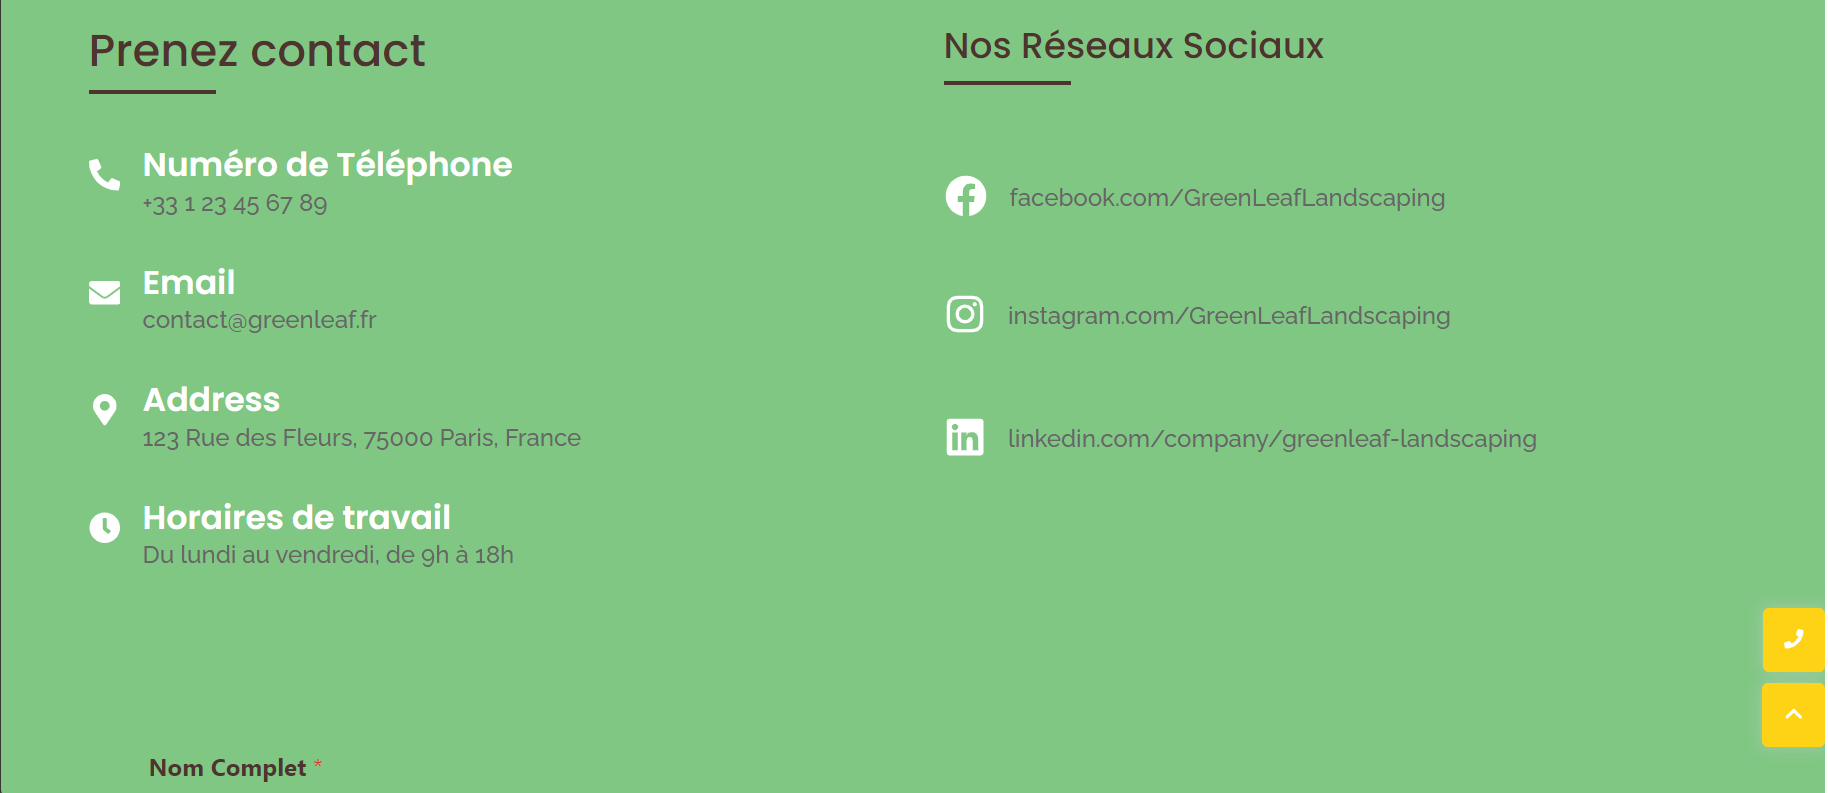 Prenez contact
Numéro de Téléphone
+33 1 23 45 67 89
Email
contact@greenleaf.fr
Address
123 Rue des Fleurs, 75000 Paris, France
Horaires de travail
Du lundi au vendredi, de 9h à 18h
Nos Réseaux Sociaux
facebook.com/GreenLeafLandscaping
instagram.com/GreenLeafLandscaping
linkedin.com/company/greenleaf-landscaping
Nom Complet *